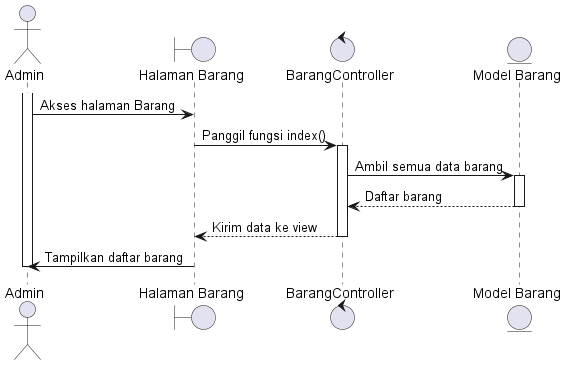 Admin
Halaman Barang
BarangController
Model Barang
Akses halaman Barang
Panggil fungsi index()
Ambil semua data barang
Daftar barang
Kirim data ke view
Tampilkan daftar barang
Admin
Halaman Barang
BarangController
Model Barang